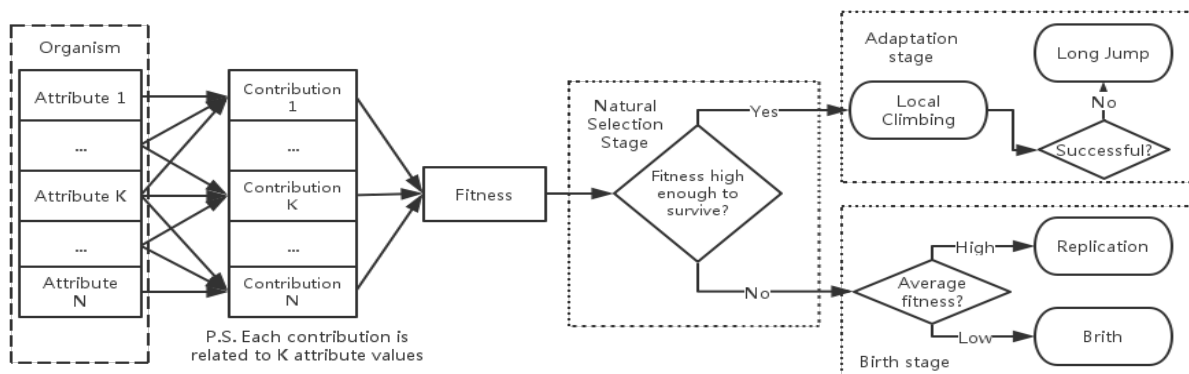 Organism
Attribute 1
...
Attribute K
...
Attribute
N
Contribution
1
...
Contribution
K
...
Contribution
N
P.S. Each contribution is
related to K attribute values
Fitness
Natural
Selection
Stage
Fitness high
enough to
survive?
Yes
No
Adaptation
stage
Local
Climbing
Successful?
No
Long Jump
Average
fitness?
High
Replication
Low
Brith
Birth stage